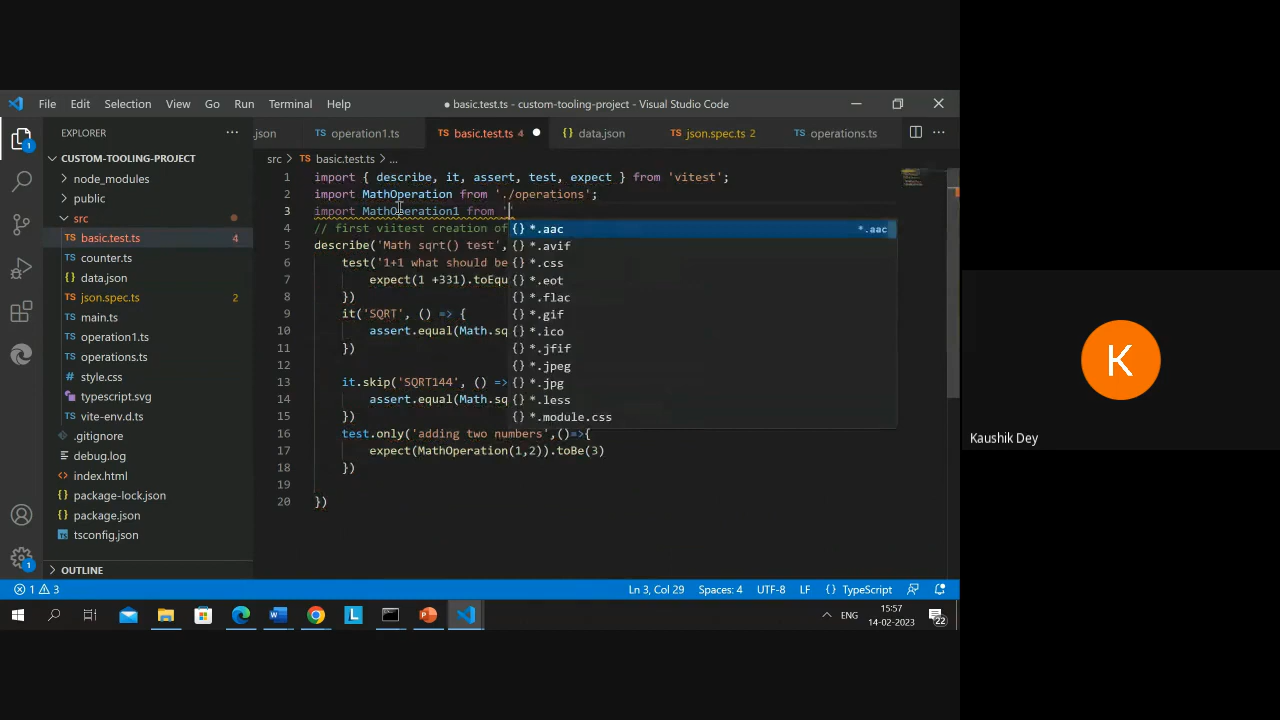 File Edit Selection View Go Run Terminal Help
● basic.test.ts - custom-tooling-project - Visual Studio Code
EXPLORER
.json
TS operation1.ts
TS basic.test.ts 4
{} data.json
TS json.spec.ts 2
TS operations.ts
src > TS basic.test.ts > ...
CUSTOM-TOOLING-PROJECT
node_modules
public
src
TS basic.test.ts 4
TS counter.ts
{} data.json
TS json.spec.ts 2
TS main.ts
TS operation1.ts
TS operations.ts
style.css
typescript.svg
TS vite-env.d.ts
.gitignore
debug.log
index.html
{} package-lock.json
{} package.json
tsconfig.json
OUTLINE
1 import { describe, it, assert, test, expect } from 'vitest';
2 import MathOperation from './operations';
3 import MathOperation1 from '
4 // first viitest creation of
5 describe('Math sqrt() test',
6 test('1+1 what should be
7 expect(1 +331).toEqu
8 })
9 it('SQRT', () => {
10 assert.equal(Math.sq
11 })
12
13 it.skip('SQRT144', () =>
14 assert.equal(Math.sq
15 })
16 test.only('adding two numbers',()=>{
17 expect(MathOperation(1,2)).toBe(3)
18 })
19
20 })
{} *.aac *.aac
{} *.avif
{} *.css
{} *.eot
{} *.flac
{} *.gif
{} *.ico
{} *.jfif
{} *.jpeg
{} *.jpg
{} *.less
{} *.module.css
1
1
1 3
Ln 3, Col 29 Spaces: 4 UTF-8 LF {} TypeScript
ENG
15:57
14-02-2023
22
K
Kaushik Dey